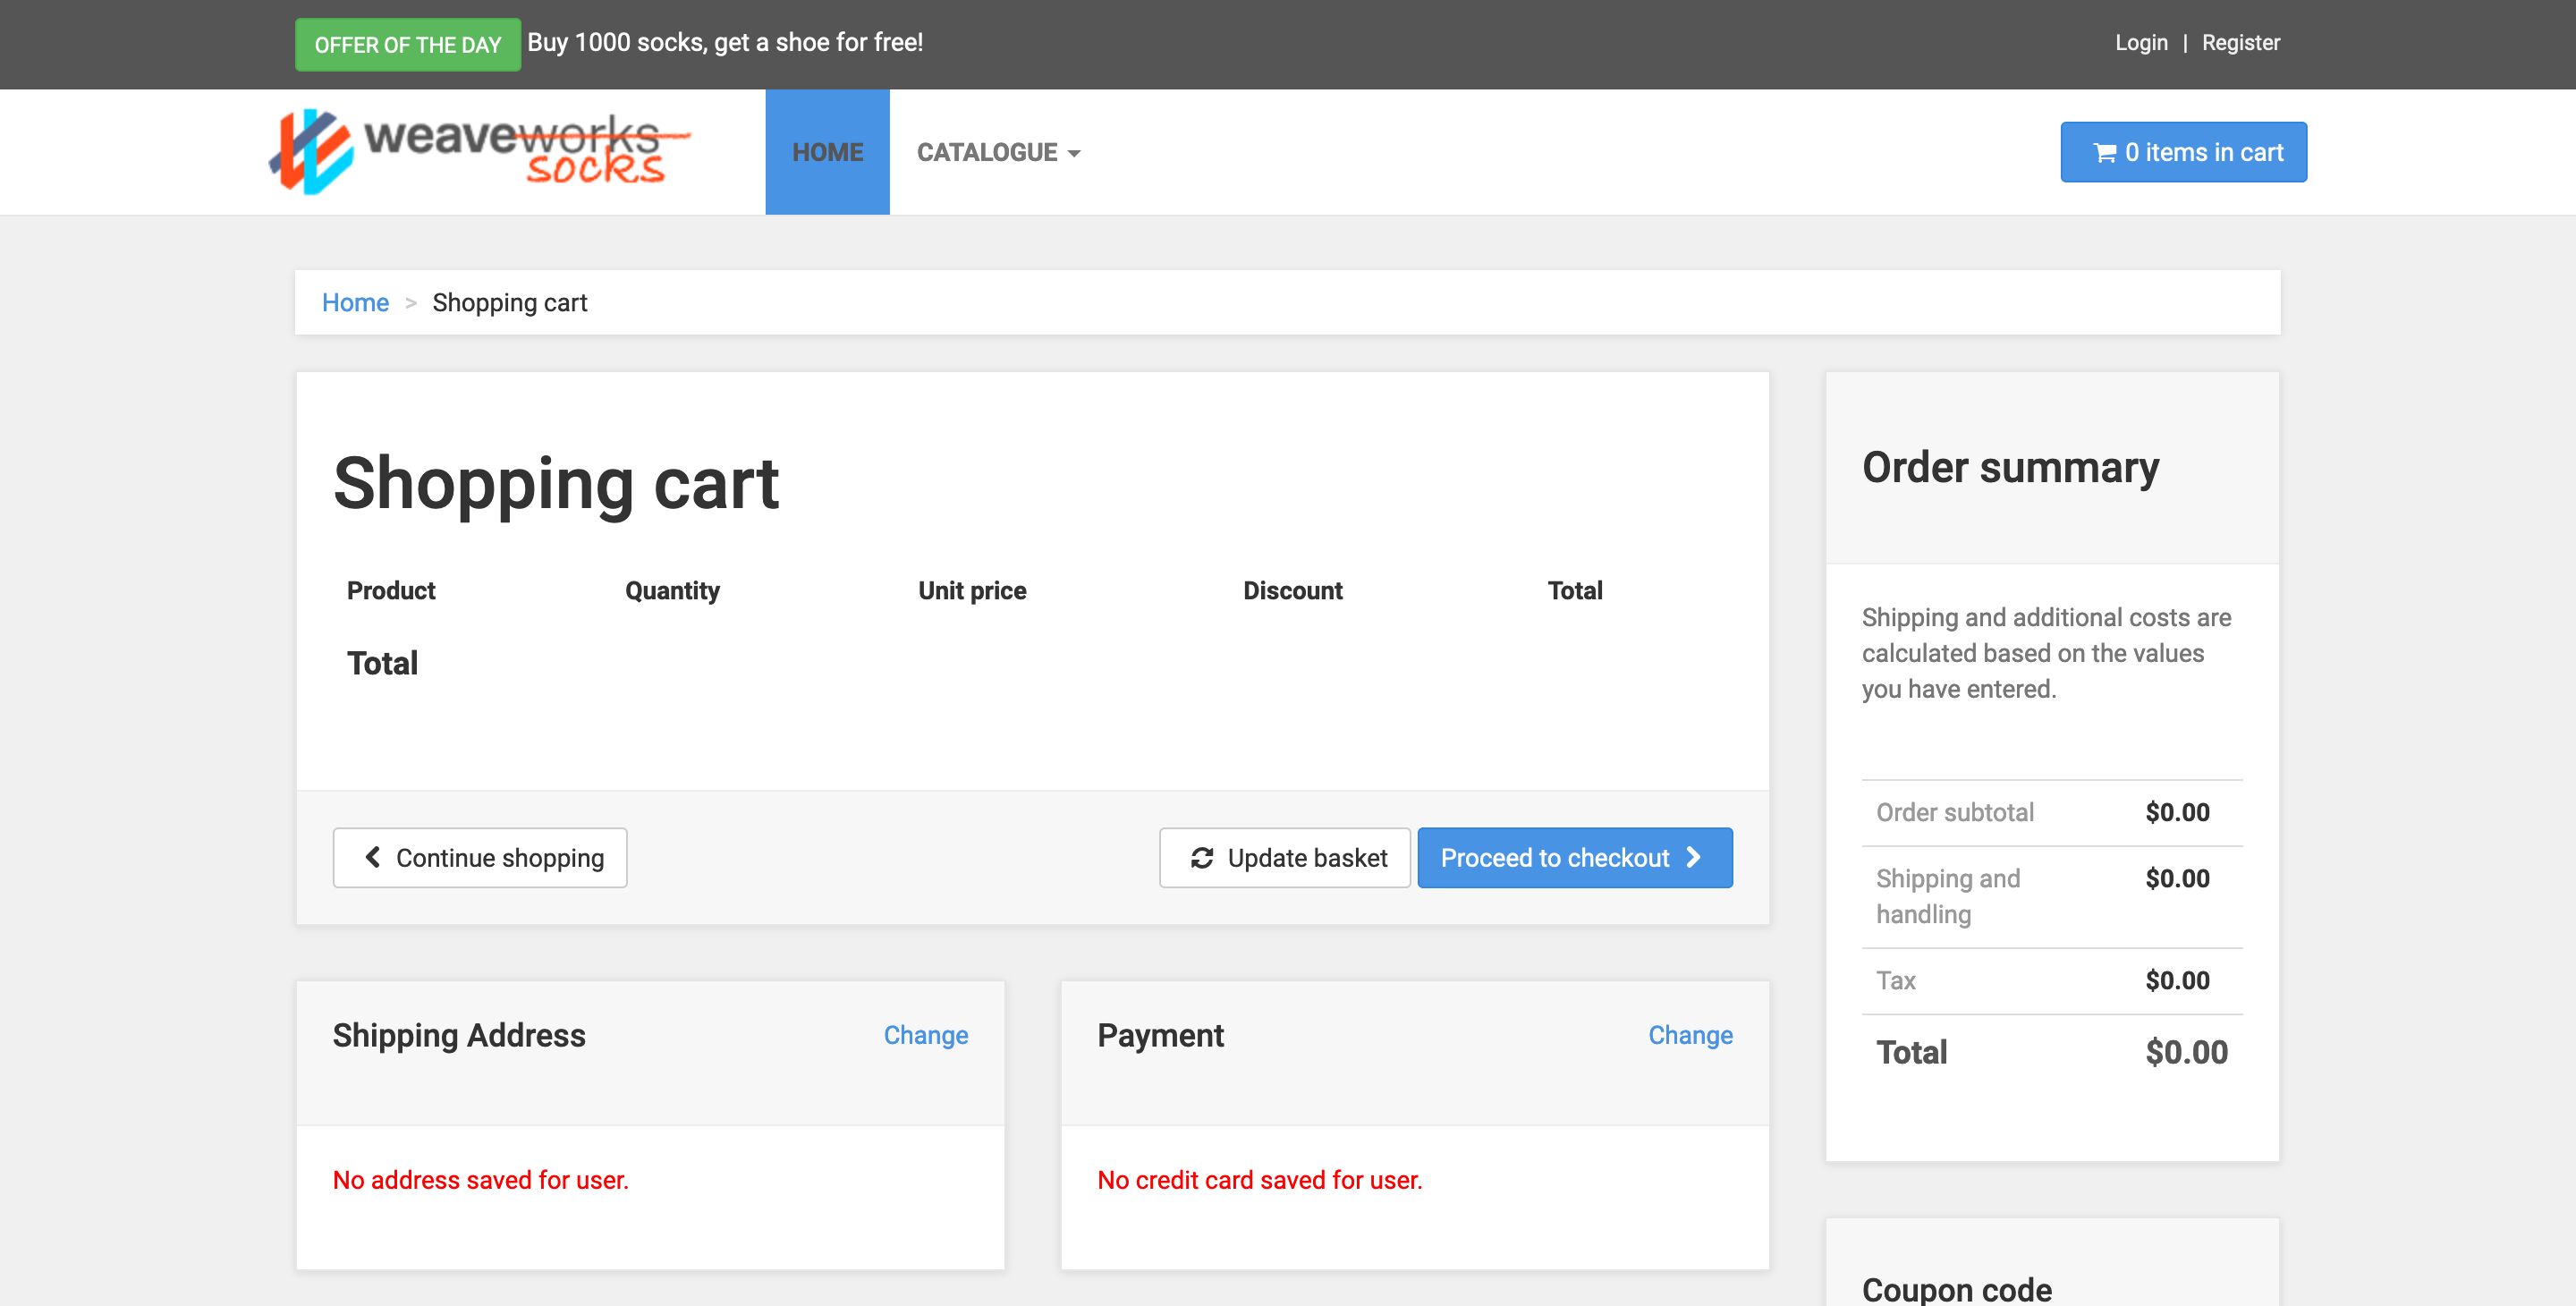 OFFER OF THE DAY Buy 1000 socks, get a shoe for free!
Login | Register
weaveworks
socks
HOME
CATALOGUE
0 items in cart
Home > Shopping cart
Shopping cart
Product Quantity Unit price Discount Total
Total
Continue shopping
Update basket
Proceed to checkout
Shipping Address
Change
No address saved for user.
Payment
Change
No credit card saved for user.
Order summary
Shipping and additional costs are
calculated based on the values
you have entered.
Order subtotal $0.00
Shipping and $0.00
handling
Tax $0.00
Total $0.00
Coupon code